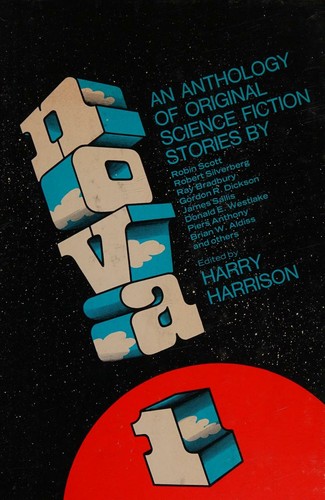 nova
1
AN ANTHOLOGY
OF ORIGINAL
SCIENCE FICTION
STORIES BY
Robin Scott
Robert Silverberg
Ray Bradbury
Gordon R. Dickson
James Sallis
Donald E. Westlake
Piers Anthony
Brian W. Aldiss
and others
Edited by
HARRY
HARRISON